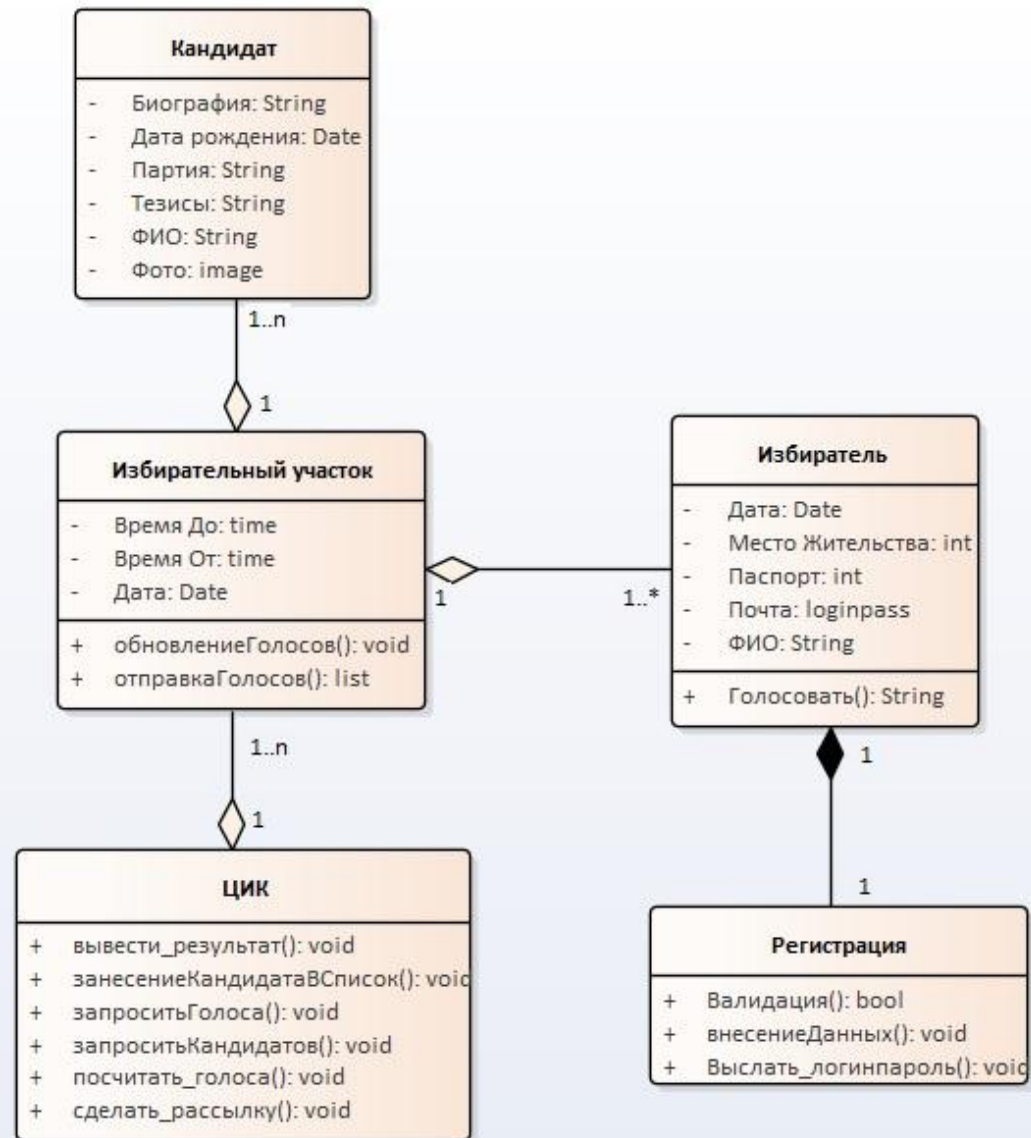 Кандидат
- Биография: String
- Дата рождения: Date
- Партия: String
- Тезисы: String
- ФИО: String
- Фото: image
1..n
1
Избирательный участок
- Время До: time
- Время От: time
- Дата: Date
+ обновлениеГолосов(): void
+ отправкаГолосов(): list
1
1..*
Избиратель
- Дата: Date
- Место Жительства: int
- Паспорт: int
- Почта: loginpass
- ФИО: String
+ Голосовать(): String
1..n
1
ЦИК
+ вывести_результат(): void
+ занесениеКандидатаВСписок(): void
+ запроситьГолоса(): void
+ запроситьКандидатов(): void
+ посчитать_голоса(): void
+ сделать_рассылку(): void
1
1
Регистрация
+ Валидация(): bool
+ внесениеДанных(): void
+ Выслать_логинпароль(): void